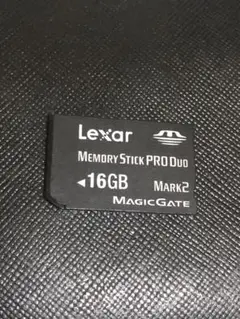 Lexar
MEMORY STICK PRO DUO
◄16GB MARK2
MAGICGATE